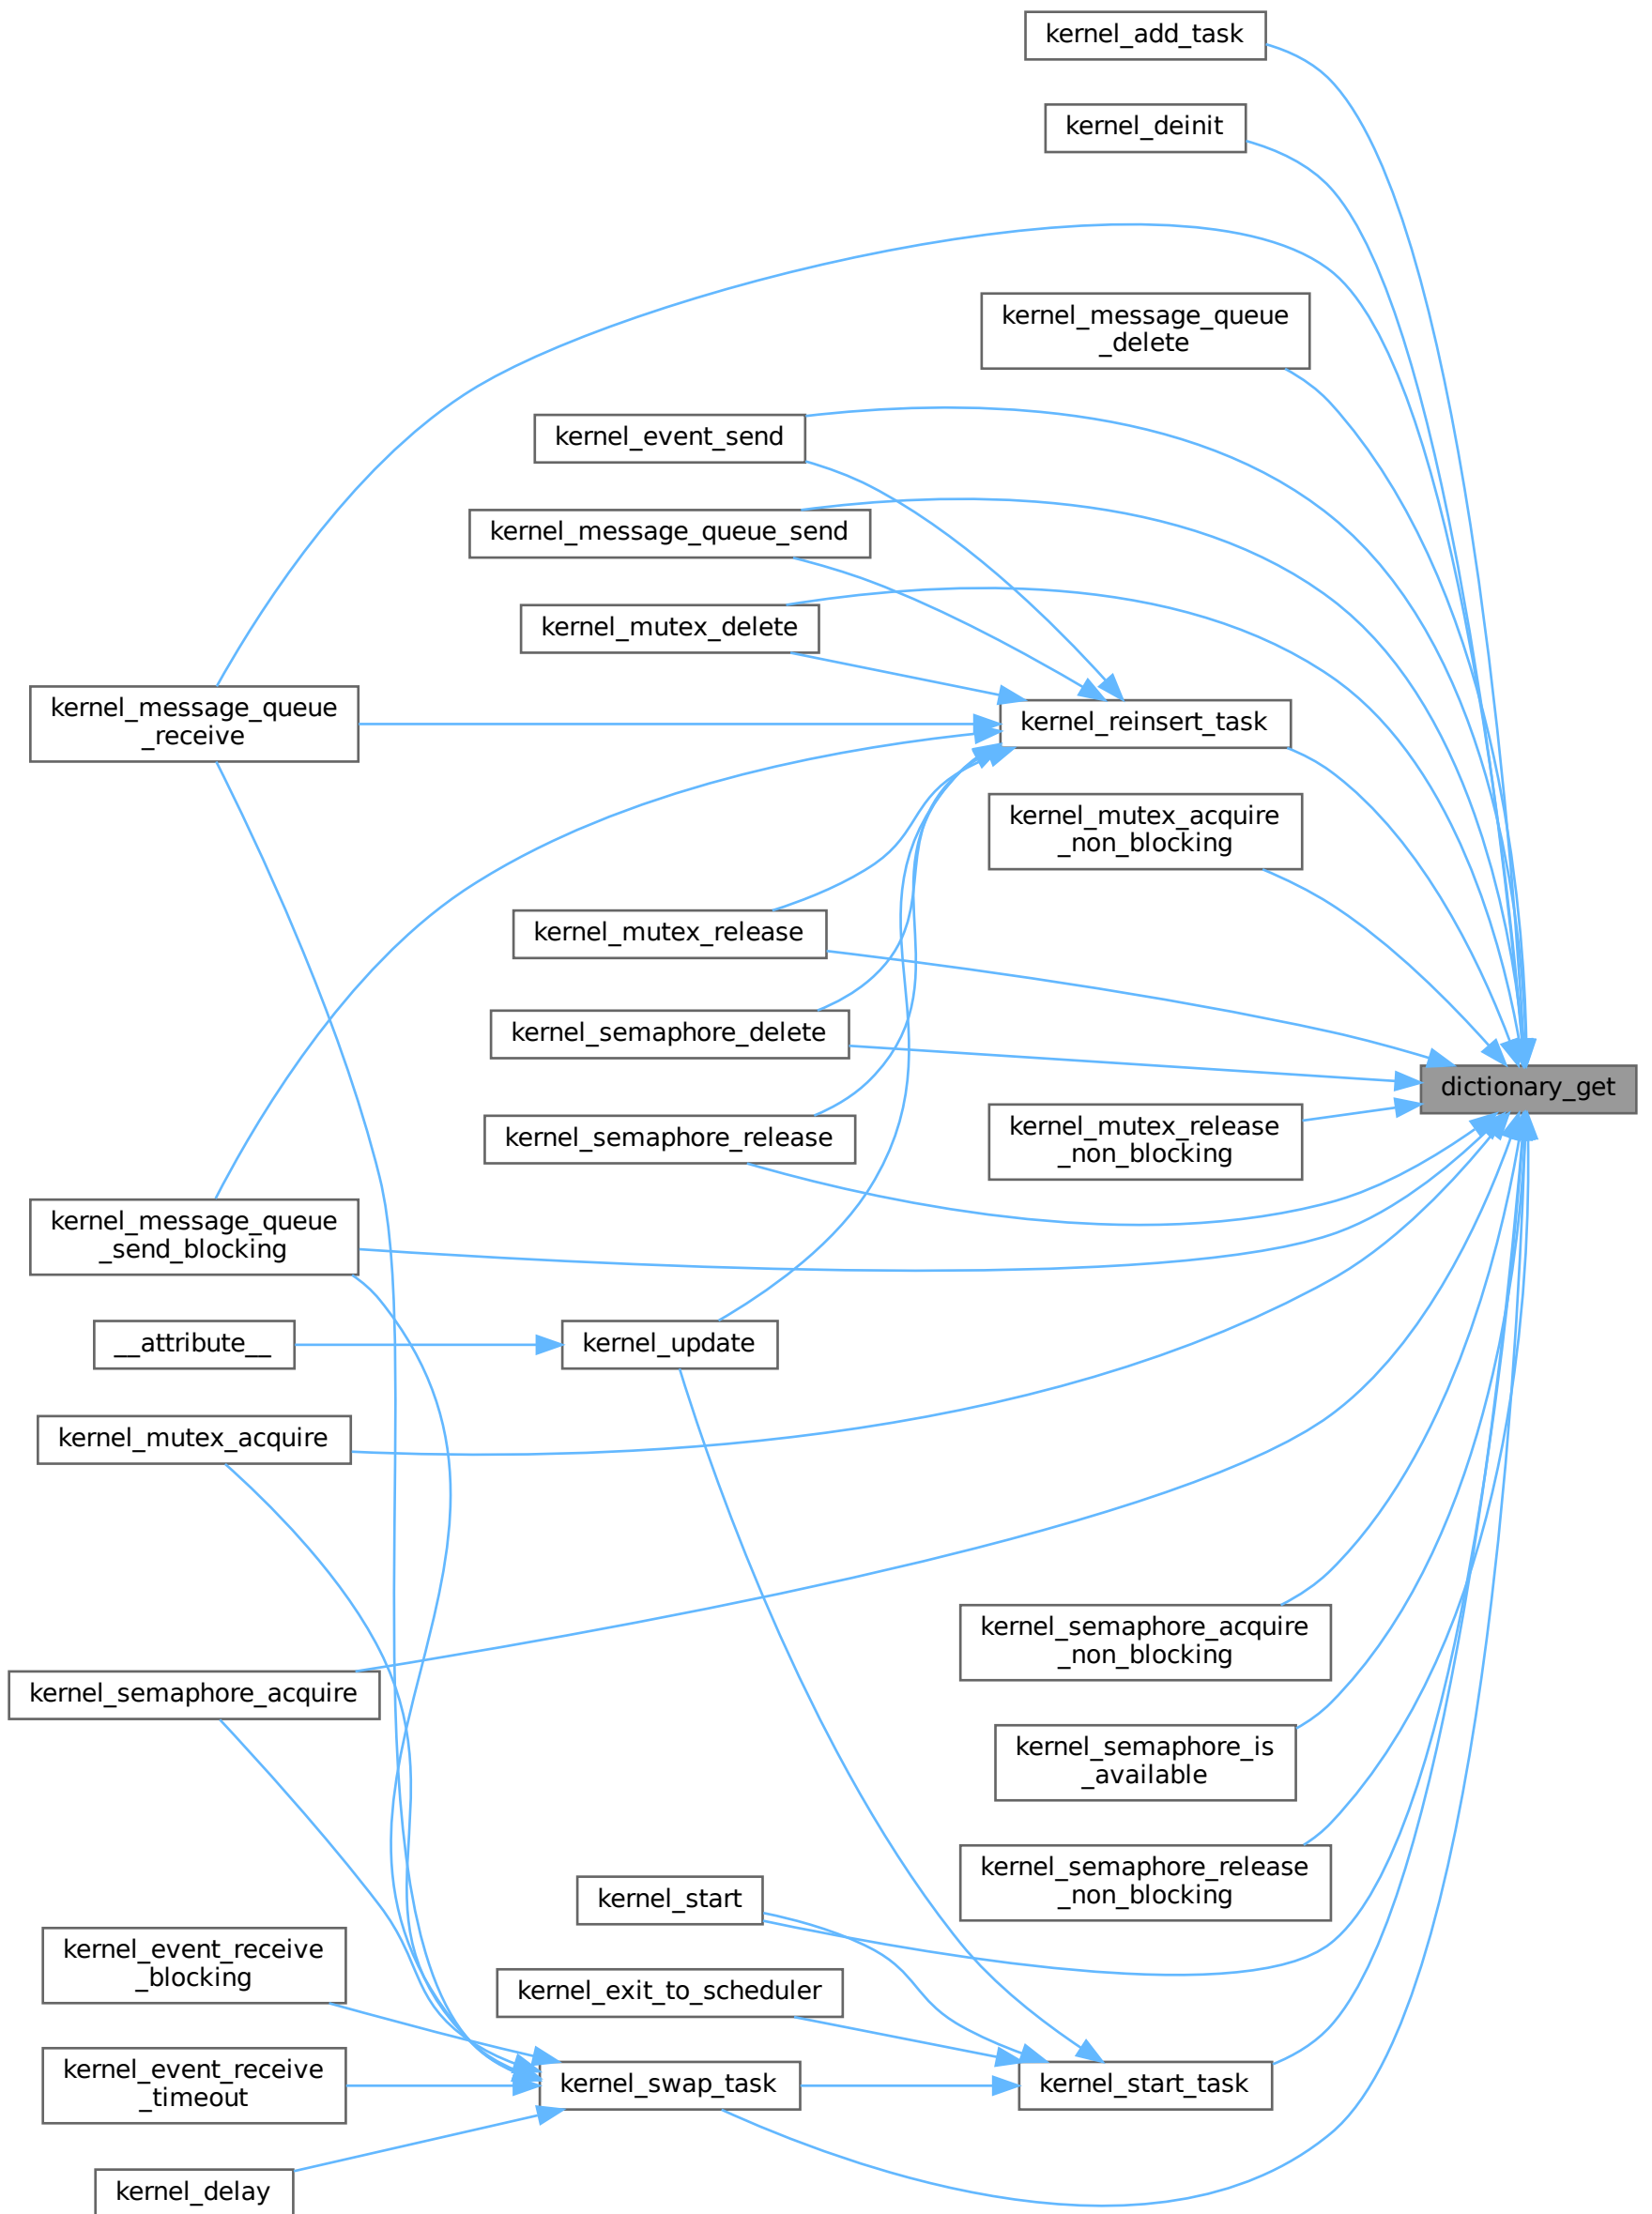 kernel_add_task
kernel_deinit
kernel_message_queue
_delete
kernel_event_send
kernel_message_queue_send
kernel_mutex_delete
kernel_message_queue
_receive
kernel_reinsert_task
kernel_mutex_acquire
_non_blocking
kernel_mutex_release
kernel_semaphore_delete
dictionary_get
kernel_semaphore_release
kernel_mutex_release
_non_blocking
kernel_message_queue
_send_blocking
__attribute__
kernel_update
kernel_mutex_acquire
kernel_semaphore_acquire
_non_blocking
kernel_semaphore_acquire
kernel_semaphore_is
_available
kernel_semaphore_release
_non_blocking
kernel_start
kernel_event_receive
_blocking
kernel_exit_to_scheduler
kernel_event_receive
_timeout
kernel_swap_task
kernel_start_task
kernel_delay